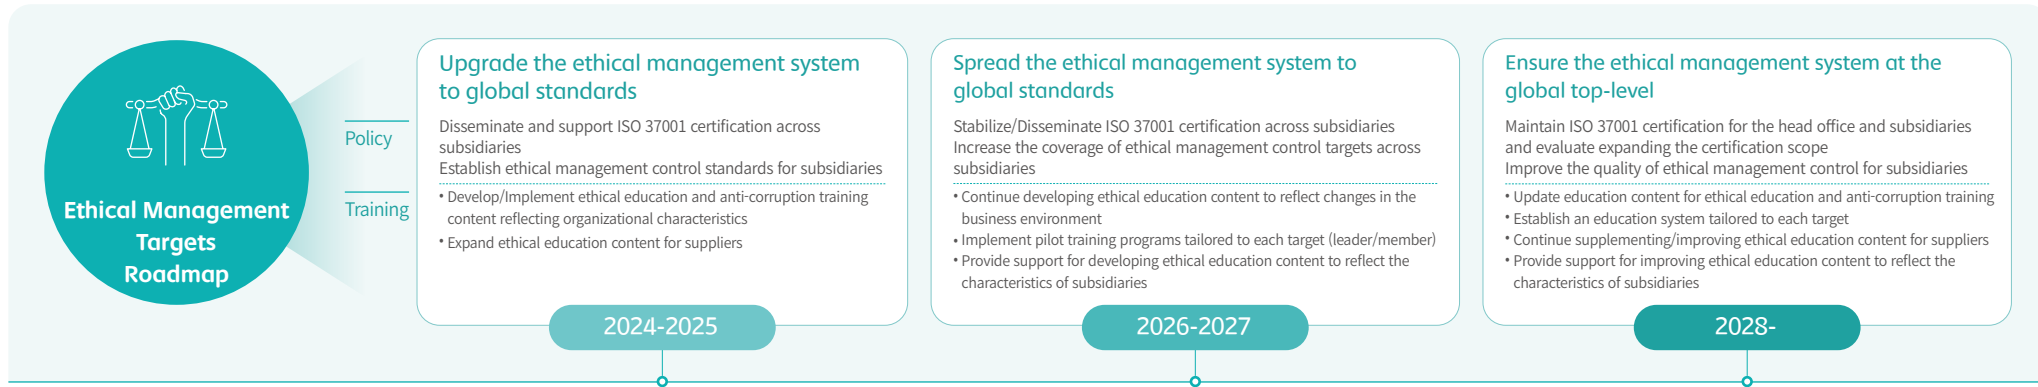 Ethical Management
Targets
Roadmap
Policy
Training
Upgrade the ethical management system
to global standards
Disseminate and support ISO 37001 certification across
subsidiaries
Establish ethical management control standards for subsidiaries
• Develop/Implement ethical education and anti-corruption training
content reflecting organizational characteristics
• Expand ethical education content for suppliers
2024-2025
Spread the ethical management system to
global standards
Stabilize/Disseminate ISO 37001 certification across subsidiaries
Increase the coverage of ethical management control targets across
subsidiaries
• Continue developing ethical education content to reflect changes in the
business environment
• Implement pilot training programs tailored to each target (leader/member)
• Provide support for developing ethical education content to reflect the
characteristics of subsidiaries
2026-2027
Ensure the ethical management system at the
global top-level
Maintain ISO 37001 certification for the head office and subsidiaries
and evaluate expanding the certification scope
Improve the quality of ethical management control for subsidiaries
• Update education content for ethical education and anti-corruption training
• Establish an education system tailored to each target
• Continue supplementing/improving ethical education content for suppliers
• Provide support for improving ethical education content to reflect the
characteristics of subsidiaries
2028-